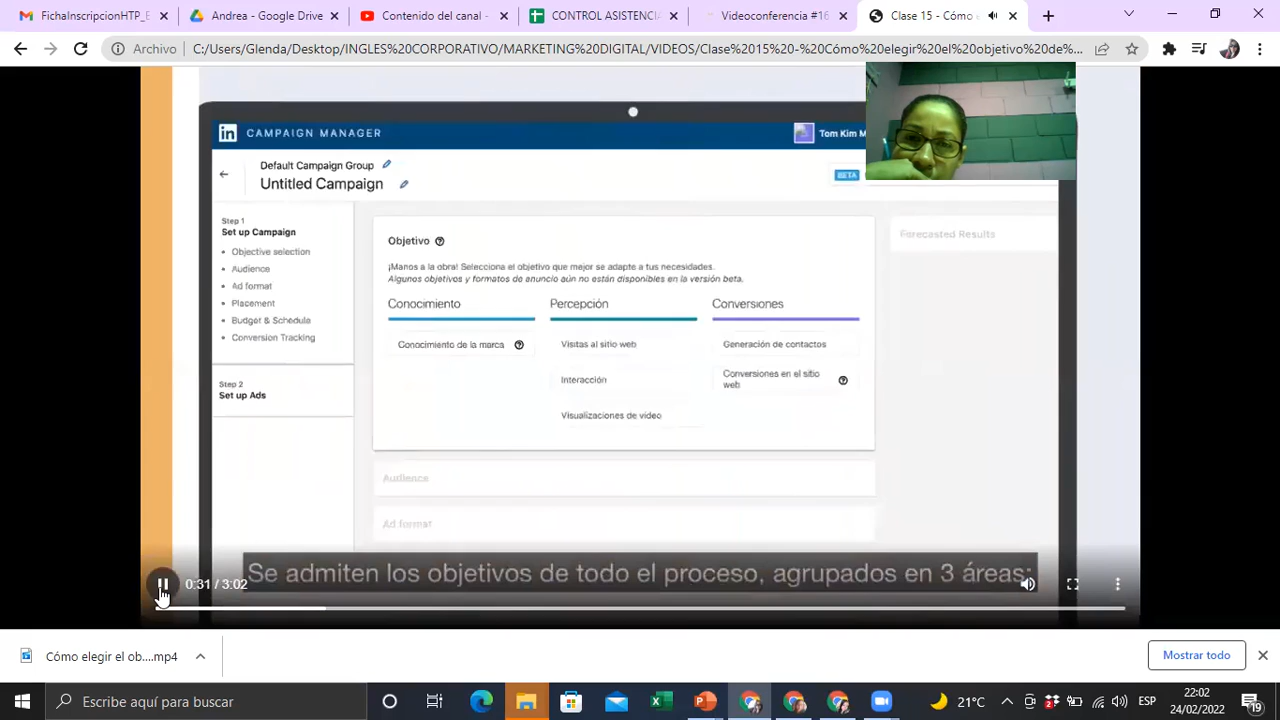 FichaInscripcionHTP_E
Andrea - Google Drive
Contenido del canal -
CONTROL ASISTENCIA
Videoconferencia #16
Clase 15 - Cómo
Archivo
C:/Users/Glenda/Desktop/INGLES%20CORPORATIVO/MARKETING%20DIGITAL/VIDEOS/Clase%2015%20-%20Cómo%20elegir%20el%20objetivo%20de%...
in CAMPAIGN MANAGER
Tom Kim M
Default Campaign Group
Untitled Campaign
BETA
Step 1
Set up Campaign
• Objective selection
• Audience
• Ad format
• Placement
• Budget & Schedule
• Conversion Tracking
Step 2
Set up Ads
Objetivo
¡Manos a la obra! Selecciona el objetivo que mejor se adapte a tus necesidades.
Algunos objetivos y formatos de anuncio aún no están disponibles en la versión beta.
Conocimiento
Percepción
Conversiones
Conocimiento de la marca
Visitas al sitio web
Generación de contactos
Interacción
Conversiones en el sitio
web
Visualizaciones de video
Forecasted Results
Audience
Ad format
Se admiten los objetivos de todo el proceso, agrupados en 3 áreas:
0:31 / 3:02
Cómo elegir el ob....mp4
Mostrar todo
Escribe aquí para buscar
21°C
ESP
22:02
24/02/2022
19